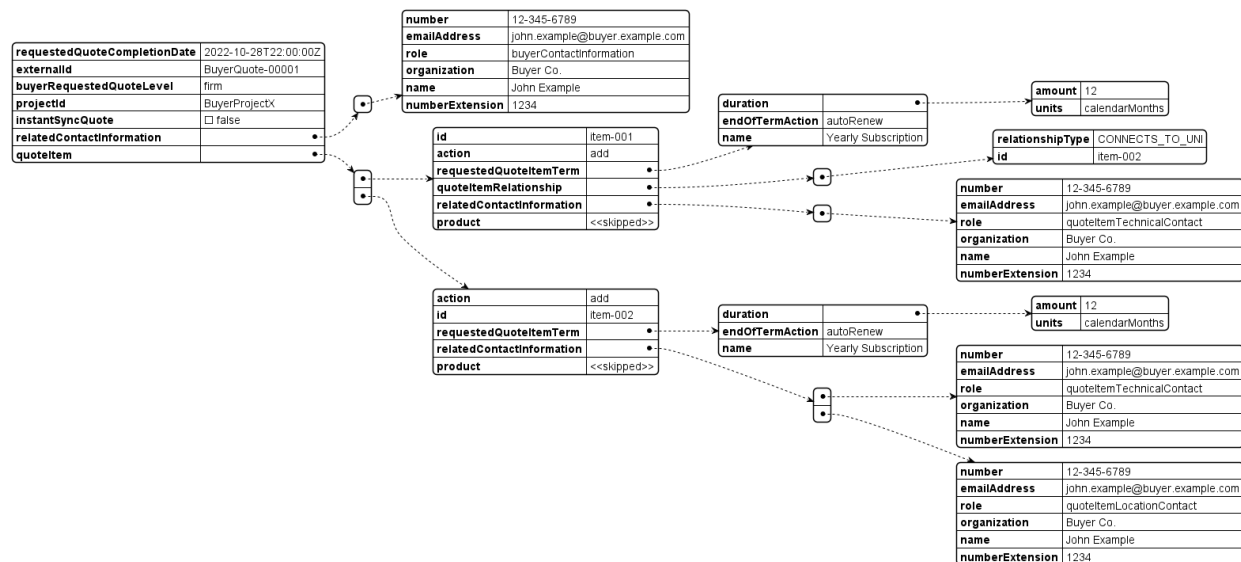 requestedQuoteCompletionDate 2022-10-28T22:00:00Z
externalId BuyerQuote-00001
buyerRequestedQuoteLevel firm
projectId BuyerProjectX
instantSyncQuote ☐ false
relatedContactInformation
quoteItem
number 12-345-6789
emailAddress john.example@buyer.example.com
role buyerContactInformation
organization Buyer Co.
name John Example
numberExtension 1234
id item-001
action add
requestedQuoteItemTerm
quoteItemRelationship
relatedContactInformation
product <<skipped>>
duration
endOfTermAction autoRenew
name Yearly Subscription
amount 12
units calendarMonths
relationshipType CONNECTS_TO_UNI
id item-002
number 12-345-6789
emailAddress john.example@buyer.example.com
role quoteItemTechnicalContact
organization Buyer Co.
name John Example
numberExtension 1234
action add
id item-002
requestedQuoteItemTerm
relatedContactInformation
product <<skipped>>
duration
endOfTermAction autoRenew
name Yearly Subscription
amount 12
units calendarMonths
number 12-345-6789
emailAddress john.example@buyer.example.com
role quoteItemTechnicalContact
organization Buyer Co.
name John Example
numberExtension 1234
number 12-345-6789
emailAddress john.example@buyer.example.com
role quoteItemLocationContact
organization Buyer Co.
name John Example
numberExtension 1234